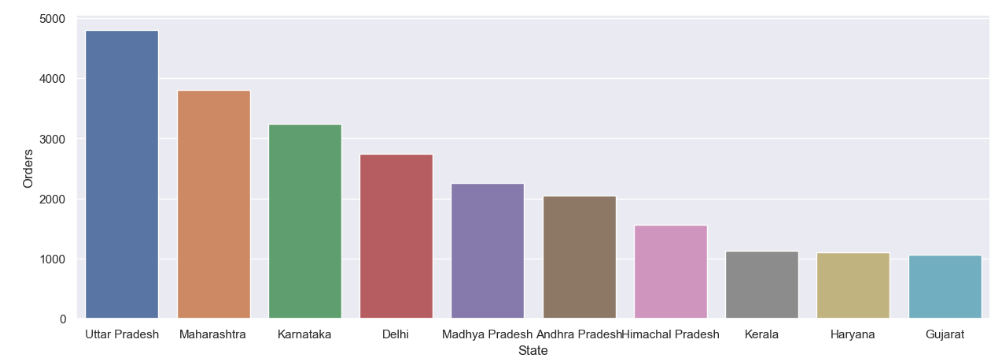 5000
4000
3000
2000
1000
0
Orders
Uttar Pradesh Maharashtra Karnataka Delhi Madhya Pradesh Andhra Pradesh Himachal Pradesh Kerala Haryana Gujarat
State